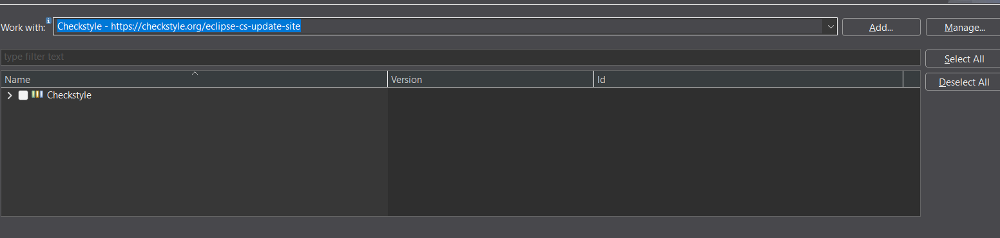 Work with: Checkstyle - https://checkstyle.org/eclipse-cs-update-site Add... Manage...
type filter text Select All
Name Version Id
Deselect All
Checkstyle